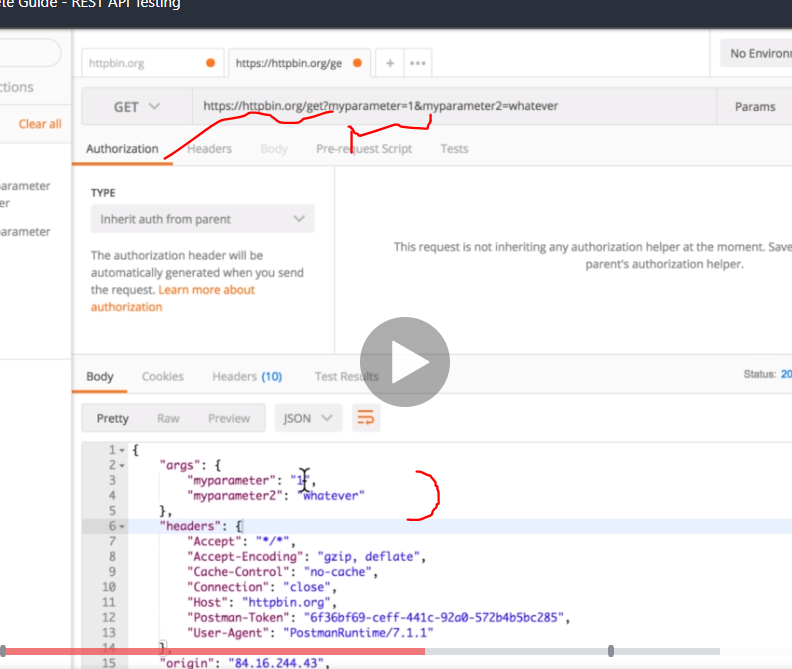 Guide - REST API Testing
httpbin.org
https://httpbin.org/ge
+
•••
No Environ
GET
https://httpbin.org/get?myparameter=1&myparameter2=whatever
Params
ctions
Clear all
Authorization
Headers
Body
Pre-request Script
Tests
arameter
er
arameter
TYPE
Inherit auth from parent
The authorization header will be
automatically generated when you send
the request. Learn more about
authorization
This request is not inheriting any authorization helper at the moment. Save
parent's authorization helper.
Body
Cookies
Headers (10)
Test Results
Status: 20
Pretty
Raw
Preview
JSON
1 {
2 "args": {
3 "myparameter": "1",
4 "myparameter2": "whatever"
5 },
6 "headers": {
7 "Accept": "*/*",
8 "Accept-Encoding": "gzip, deflate",
9 "Cache-Control": "no-cache",
10 "Connection": "close",
11 "Host": "httpbin.org",
12 "Postman-Token": "6f36bf69-ceff-441c-92a0-572b4b5bc285",
13 "User-Agent": "PostmanRuntime/7.1.1"
14 },
15 "origin": "84.16.244.43",